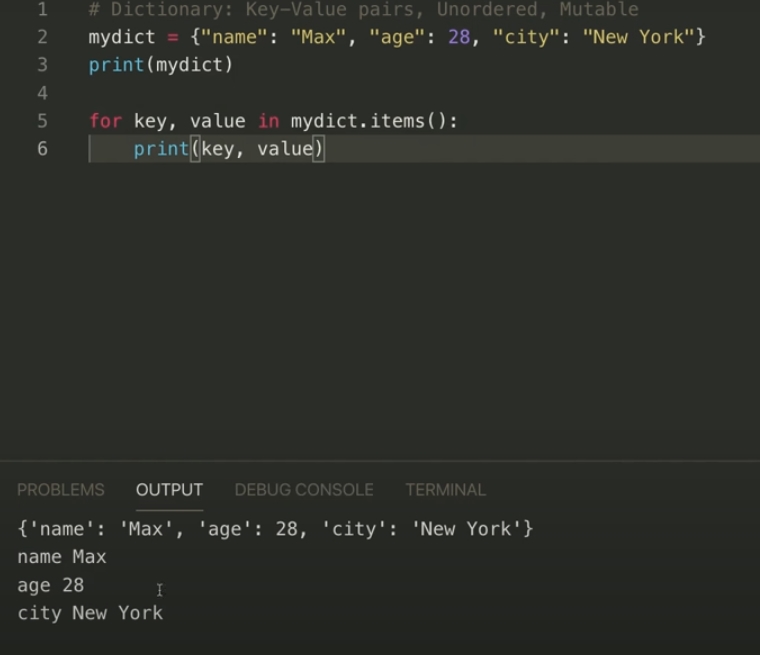 1 # Dictionary: Key-Value pairs, Unordered, Mutable
2 mydict = {"name": "Max", "age": 28, "city": "New York"}
3 print(mydict)
4
5 for key, value in mydict.items():
6     print(key, value)
PROBLEMS OUTPUT DEBUG CONSOLE TERMINAL
{'name': 'Max', 'age': 28, 'city': 'New York'}
name Max
age 28
city New York